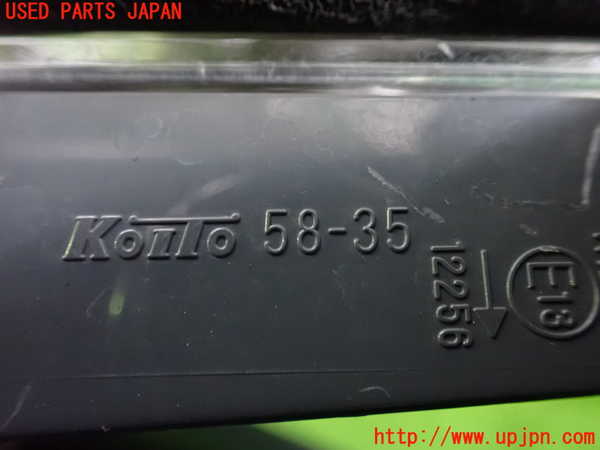 USED PARTS JAPAN
KoiTo 58-35
12256
E13
http://www.upjpn.com